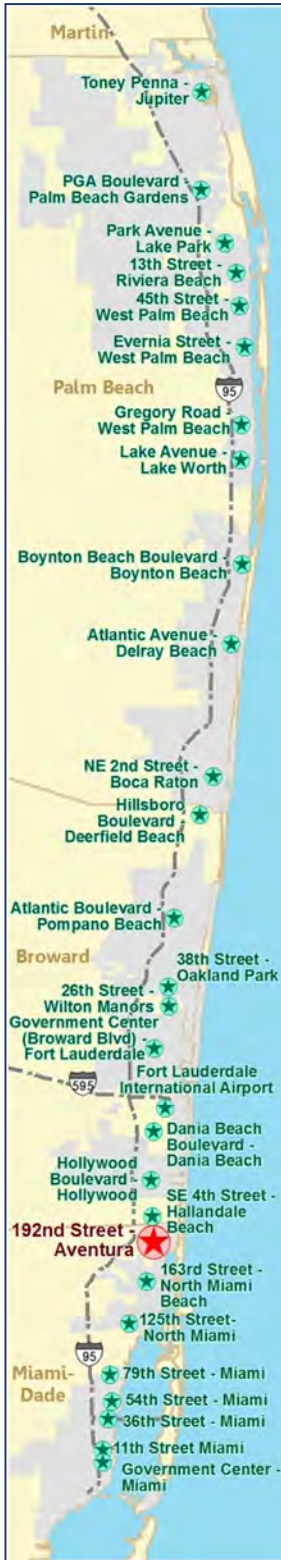 Martin
Toney Penna -
Jupiter
PGA Boulevard -
Palm Beach Gardens
Park Avenue -
Lake Park
13th Street -
Riviera Beach
45th Street -
West Palm Beach
Evernia Street -
West Palm Beach
Palm Beach
95
Gregory Road -
West Palm Beach
Lake Avenue -
Lake Worth
Boynton Beach Boulevard -
Boynton Beach
Atlantic Avenue -
Delray Beach
NE 2nd Street -
Boca Raton
Hillsboro
Boulevard -
Deerfield Beach
Atlantic Boulevard -
Pompano Beach
Broward
38th Street -
Oakland Park
26th Street -
Wilton Manors
Government Center
(Broward Blvd) -
Fort Lauderdale
595
Fort Lauderdale
International Airport
Dania Beach
Boulevard -
Dania Beach
Hollywood
Boulevard -
Hollywood
SE 4th Street -
Hallandale
Beach
192nd Street -
Aventura
163rd Street -
North Miami
Beach
125th Street-
North Miami
95
Miami-
Dade
79th Street - Miami
54th Street - Miami
36th Street - Miami
11th Street Miami
Government Center -
Miami